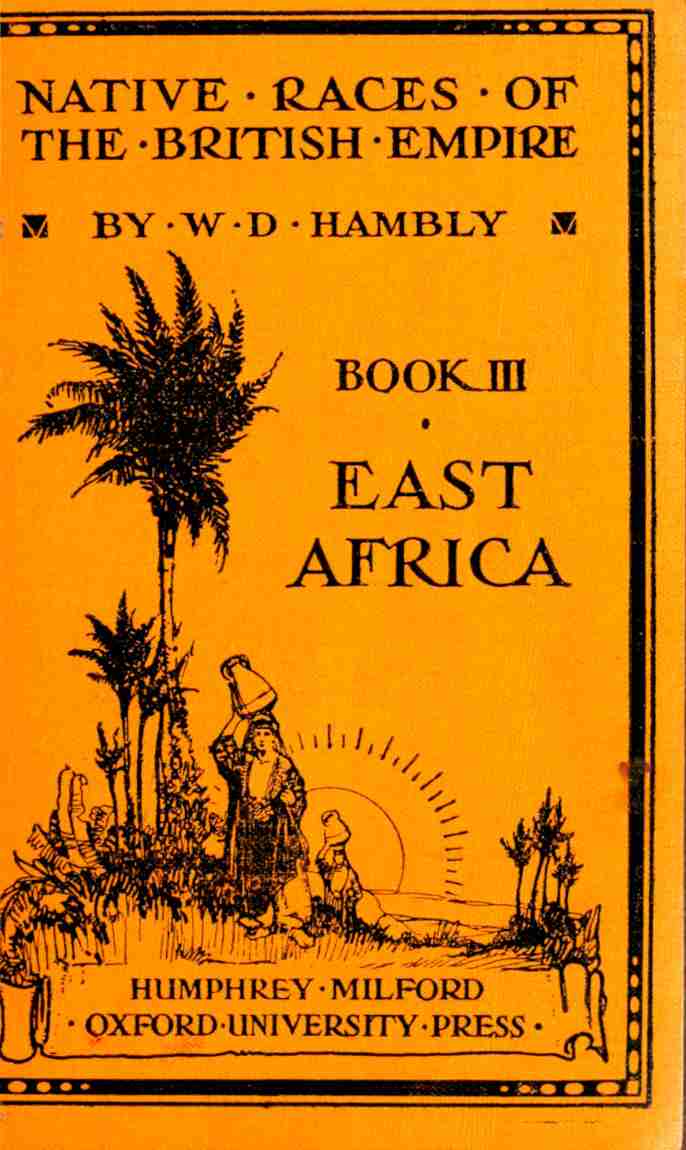 NATIVE · RACES · OF
THE · BRITISH · EMPIRE
BY · W · D · HAMBLY
BOOK III
·
EAST
AFRICA
HUMPHREY · MILFORD
· OXFORD · UNIVERSITY · PRESS ·